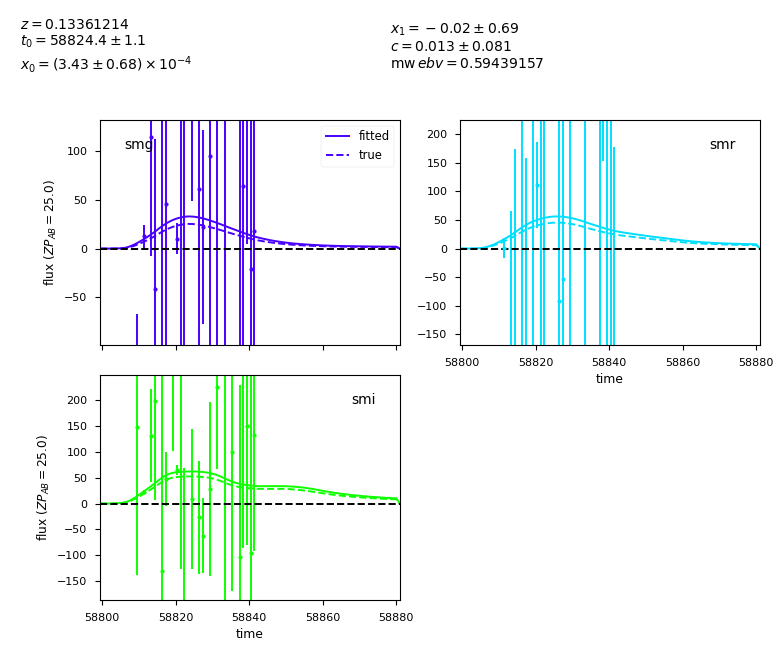 z = 0.13361214
t₀ = 58824.4 ± 1.1
x₀ = (3.43 ± 0.68) × 10⁻⁴
x₁ = −0.02 ± 0.69
c = 0.013 ± 0.081
mw ebv = 0.59439157
smg
fitted
true
100
50
0
−50
flux (ZP_AB = 25.0)
smr
200
150
100
50
0
−50
−100
−150
58800 58820 58840 58860 58880
time
smi
200
150
100
50
0
−50
−100
−150
flux (ZP_AB = 25.0)
58800 58820 58840 58860 58880
time